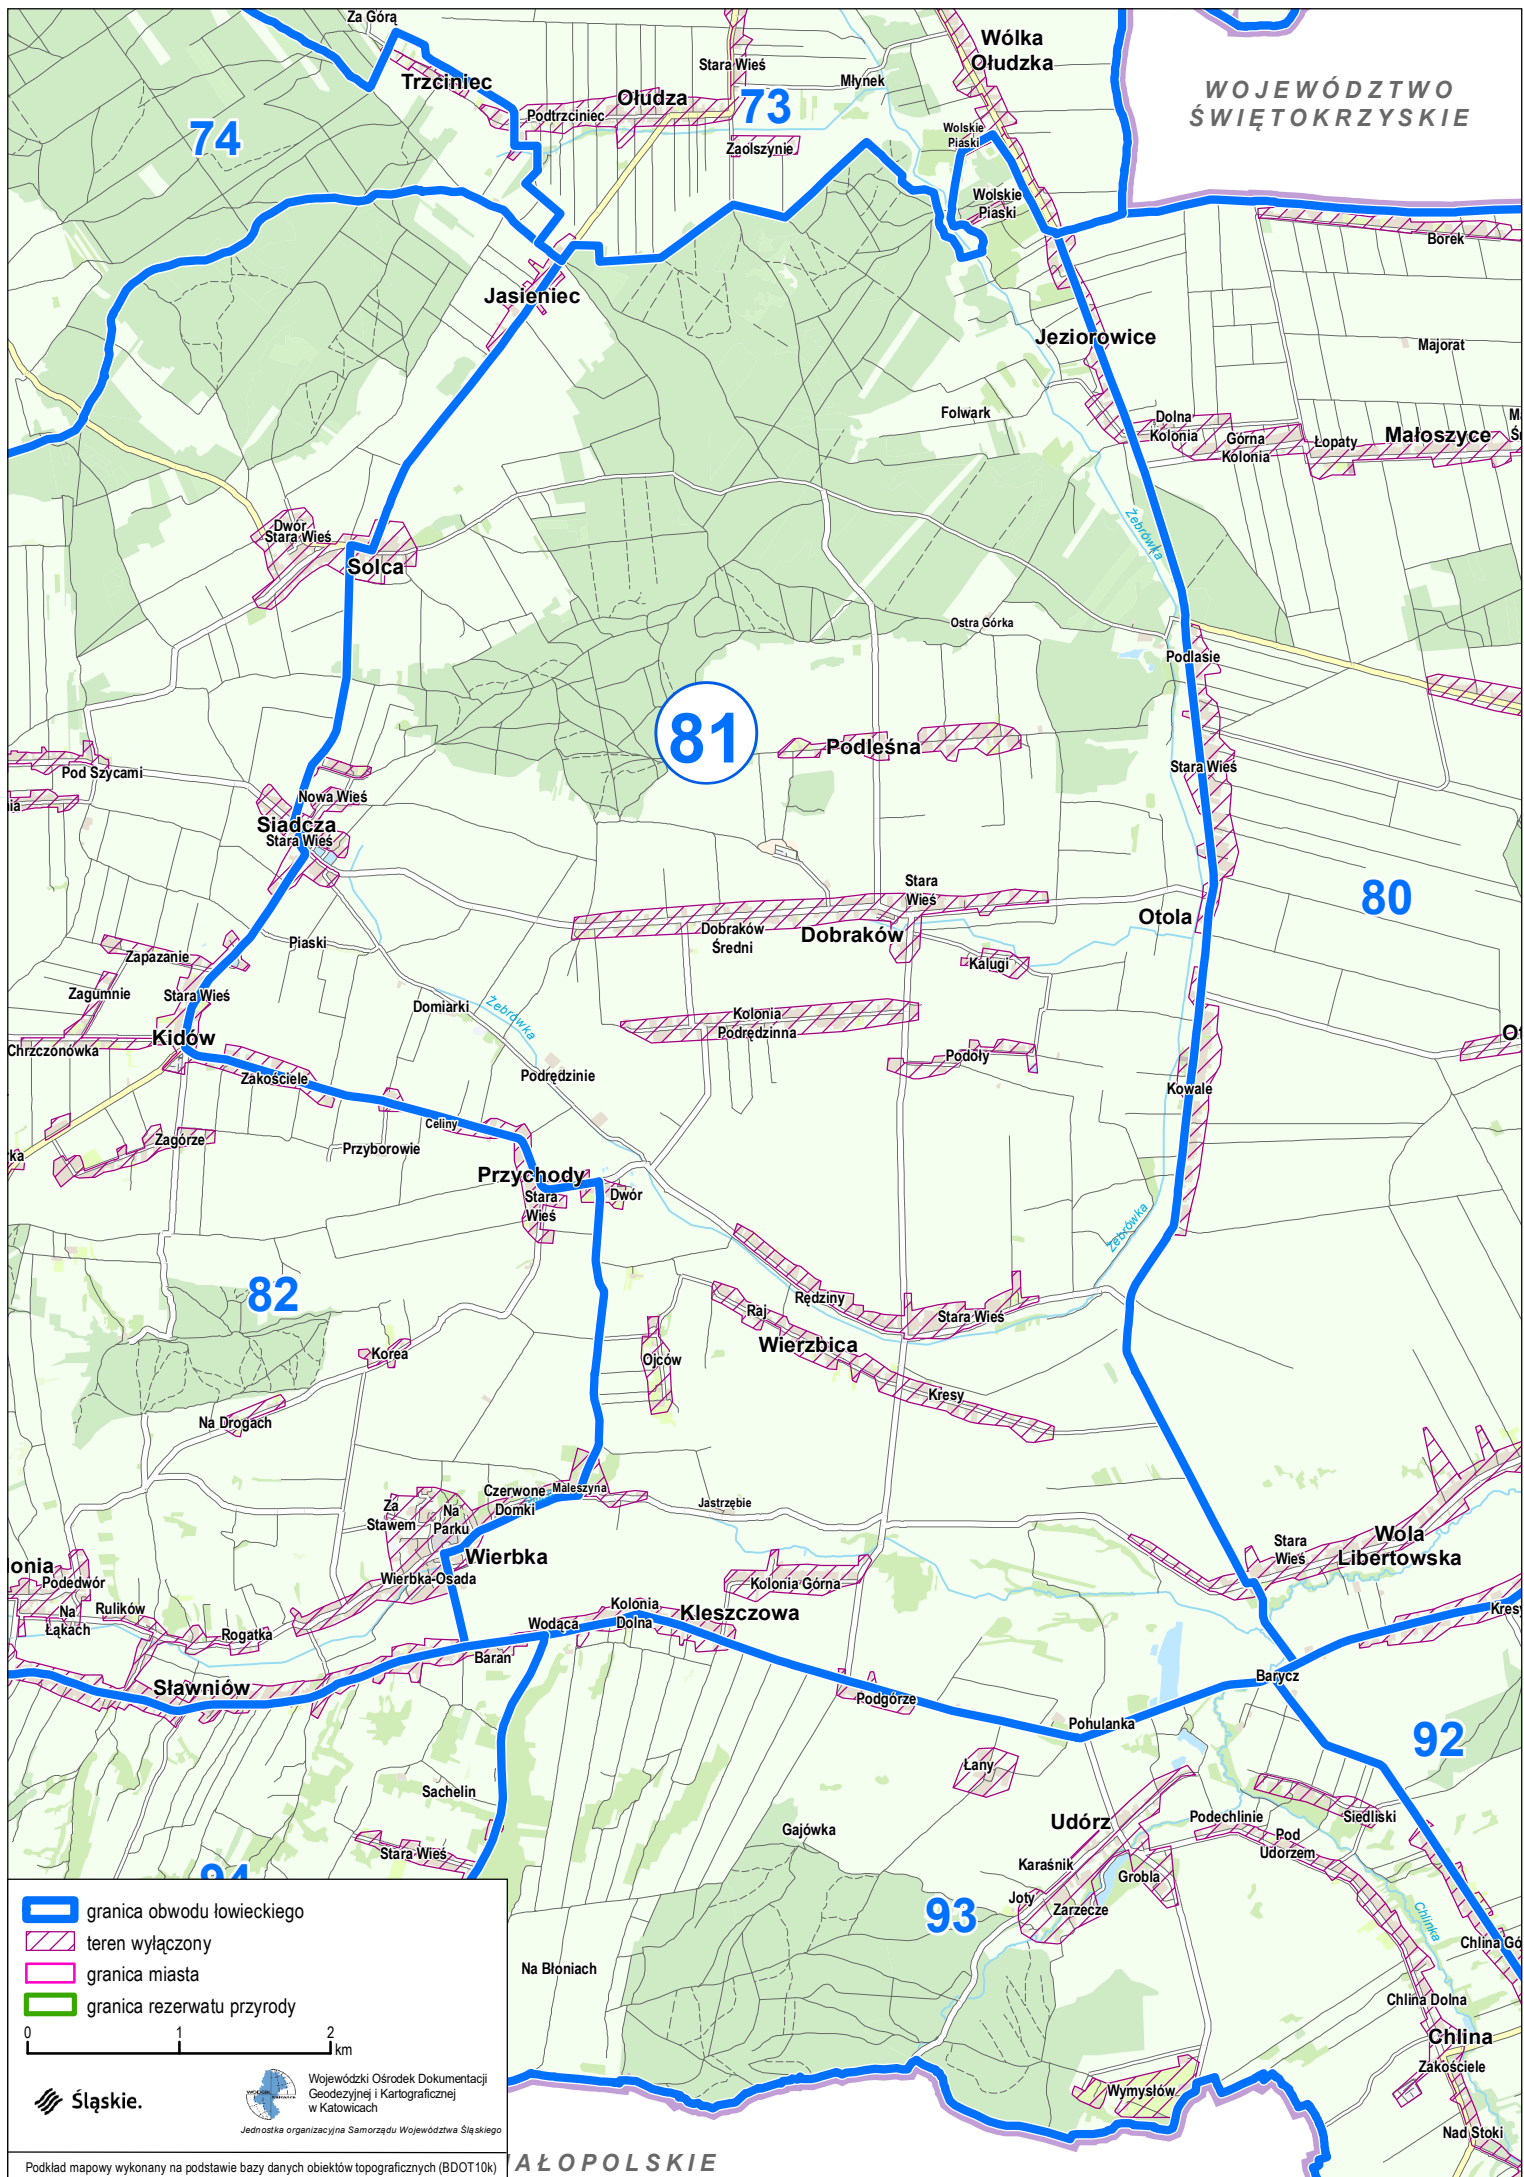 Za Górą
Trzciniec
Stara Wieś
Młynek
Wólka
Ołudzka
WOJEWÓDZTWO
ŚWIĘTOKRZYSKIE
Ołudza
Podtrzciniec
73
74
Zaolszynie
Wolskie
Piaski
Wolskie
Piaski
Borek
Jasieniec
Jeziorowice
Majorat
Folwark
Dolna
Kolonia
Górna
Kolonia
Łopaty
Małoszyce
Żebrówka
Dwór
Stara Wieś
Solca
Ostra Górka
Podlasie
81
Podleśna
Stara Wieś
Pod Szycami
Nowa Wieś
Siadcza
Stara Wieś
Stara
Wieś
80
Otola
Dobraków
Średni
Dobraków
Kaługi
Piaski
Zapazanie
Zagumnie
Stara Wieś
Domiarki
Żebrówka
Kolonia
Podrędzinna
Kidów
Chrzczonówka
Zakościele
Podrędzinie
Podoły
Kowale
Celiny
Zagórze
Przyborowie
Przychody
Stara
Wieś
Dwór
Żebrówka
82
Rędziny
Raj
Stara Wieś
Wierzbica
Korea
Ojców
Kresy
Na Drogach
Czerwone
Domki
Maleszyna
Jastrzębie
Za
Stawem
Na
Parku
Wierbka
Wierbka-Osada
Stara
Wieś
Wola
Libertowska
lonia
Podedwór
Na
Łąkach
Rulików
Rogatka
Kolonia Górna
Kolonia
Dolna
Kleszczowa
Wodąca
Baran
Kresy
Sławniów
Barycz
Podgórze
Pohulanka
92
Łany
Sachelin
Gajówka
Udórz
Podechlinie
Siedliski
Pod
Udorzem
Stara Wieś
94
Karaśnik
Grobla
Joty
Zarzecze
93
Chlinka
Chlina Gó
Na Błoniach
Chlina Dolna
Chlina
Zakościele
Wymysłów
Nad Stoki
granica obwodu łowieckiego
teren wyłączony
granica miasta
granica rezerwatu przyrody
0 1 2
km
Śląskie.
Wojewódzki Ośrodek Dokumentacji
Geodezyjnej i Kartograficznej
w Katowicach
Jednostka organizacyjna Samorządu Województwa Śląskiego
Podkład mapowy wykonany na podstawie bazy danych obiektów topograficznych (BDOT10k)
AŁOPOLSKIE